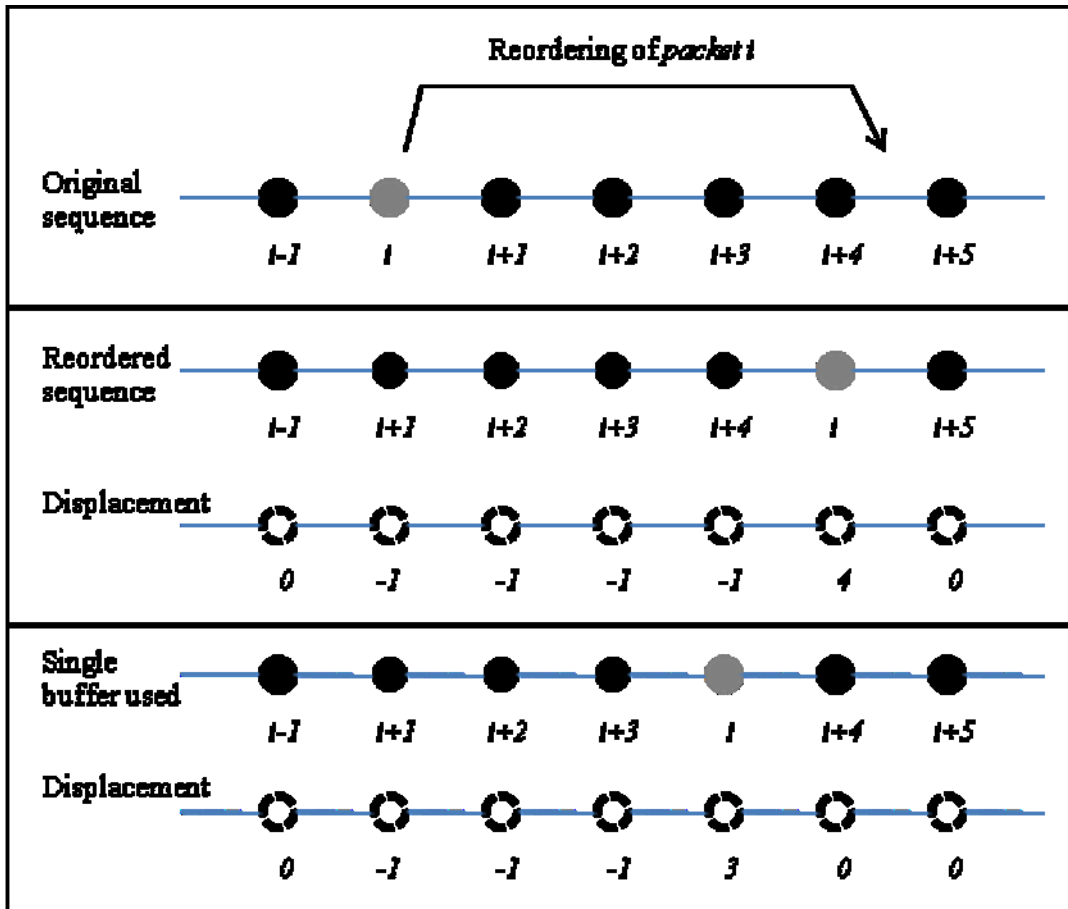 Reordering of packet i
Original
sequence
i-1 i i+1 i+2 i+3 i+4 i+5
Reordered
sequence
i-1 i+1 i+2 i+3 i+4 i i+5
Displacement
0 -1 -1 -1 -1 4 0
Single
buffer used
i-1 i+1 i+2 i+3 i i+4 i+5
Displacement
0 -1 -1 -1 3 0 0